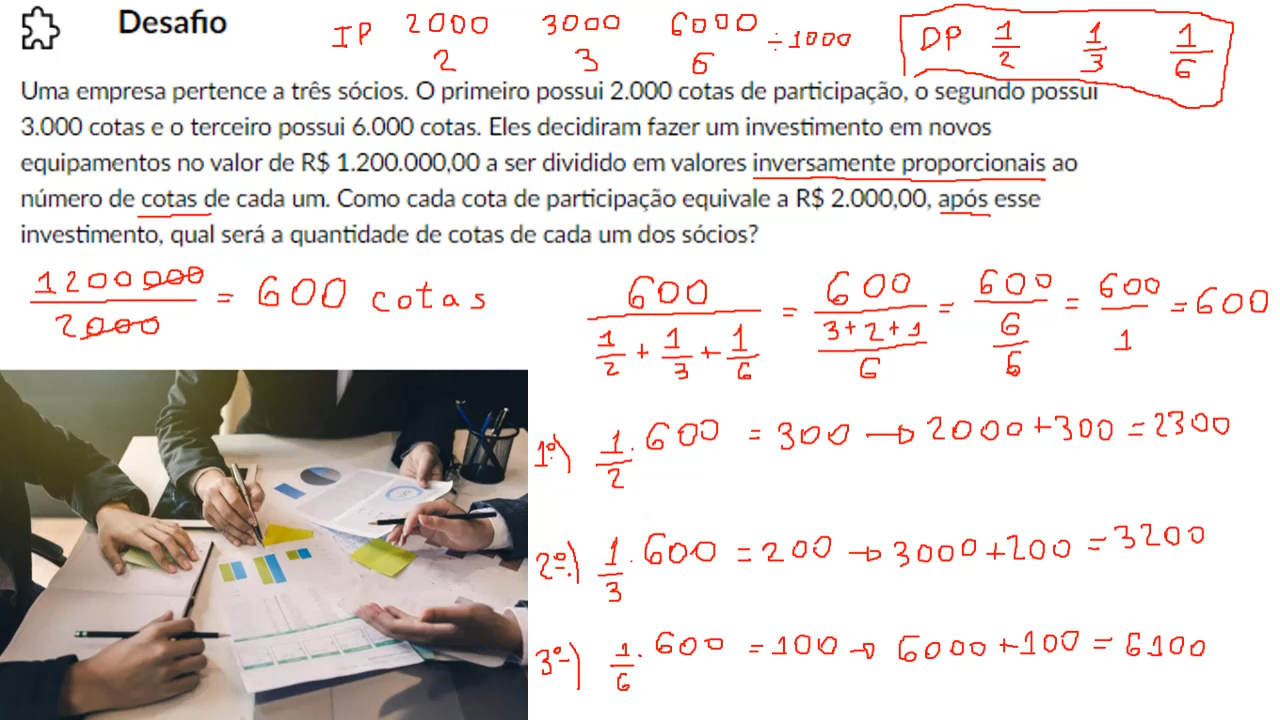 Desafio
IP 2000 3000 6000 ÷1000
2 3 6
DP 1/2 1/3 1/6
Uma empresa pertence a três sócios. O primeiro possui 2.000 cotas de participação, o segundo possui
3.000 cotas e o terceiro possui 6.000 cotas. Eles decidiram fazer um investimento em novos
equipamentos no valor de R$ 1.200.000,00 a ser dividido em valores inversamente proporcionais ao
número de cotas de cada um. Como cada cota de participação equivale a R$ 2.000,00, após esse
investimento, qual será a quantidade de cotas de cada um dos sócios?
1200000/2000 = 600 cotas
600/(1/2 + 1/3 + 1/6) = 600/((3+2+1)/6) = 600/(6/6) = 600/1 = 600
1º) 1/2 . 600 = 300 → 2000+300 = 2300
2º) 1/3 . 600 = 200 → 3000+200 = 3200
3º) 1/6 . 600 = 100 → 6000+100 = 6100